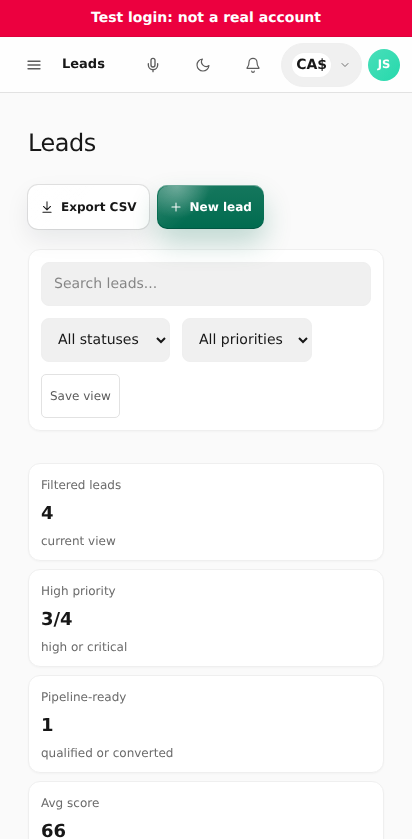 Test login: not a real account
Leads
CA$
JS
Leads
Export CSV
New lead
Search leads...
All statuses
All priorities
Save view
Filtered leads
4
current view
High priority
3/4
high or critical
Pipeline-ready
1
qualified or converted
Avg score
66